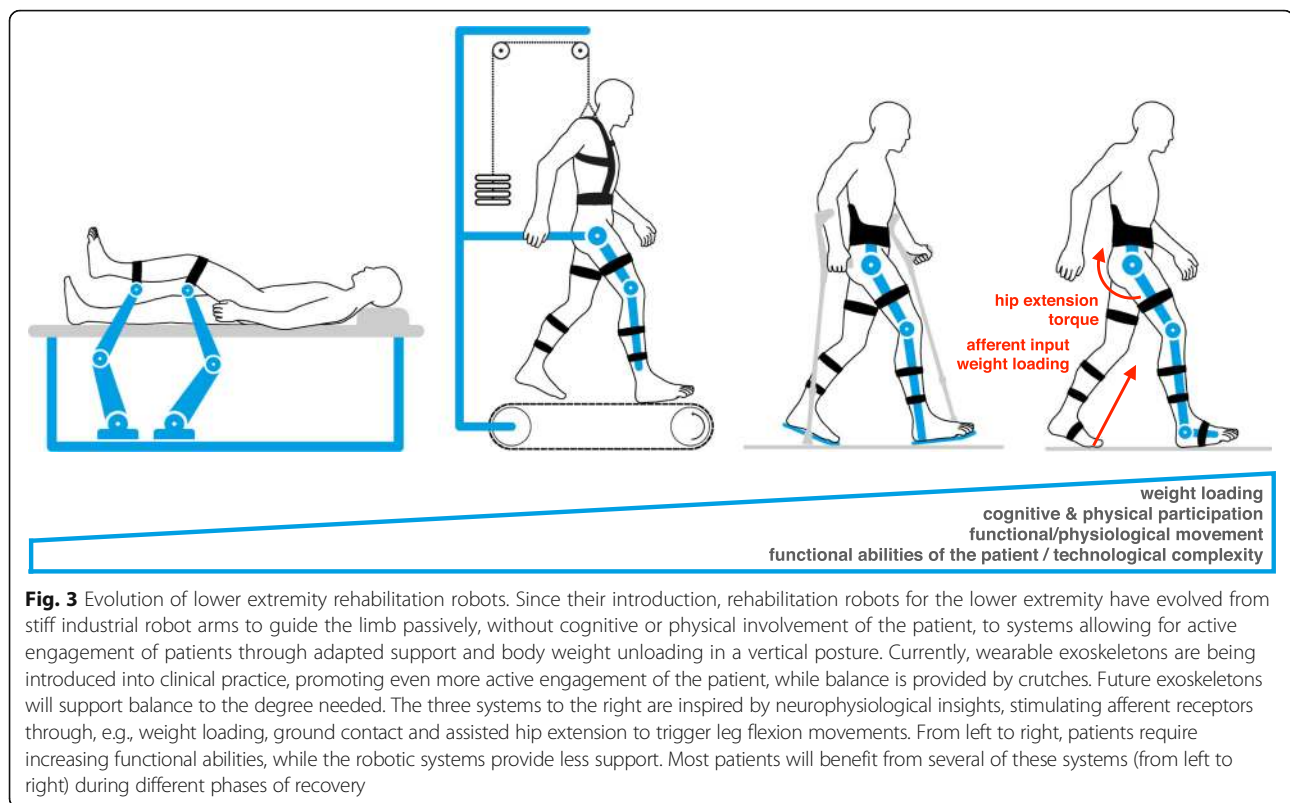 hip extension
torque
afferent input
weight loading
weight loading
cognitive & physical participation
functional/physiological movement
functional abilities of the patient / technological complexity
Fig. 3 Evolution of lower extremity rehabilitation robots. Since their introduction, rehabilitation robots for the lower extremity have evolved from
stiff industrial robot arms to guide the limb passively, without cognitive or physical involvement of the patient, to systems allowing for active
engagement of patients through adapted support and body weight unloading in a vertical posture. Currently, wearable exoskeletons are being
introduced into clinical practice, promoting even more active engagement of the patient, while balance is provided by crutches. Future exoskeletons
will support balance to the degree needed. The three systems to the right are inspired by neurophysiological insights, stimulating afferent receptors
through, e.g., weight loading, ground contact and assisted hip extension to trigger leg flexion movements. From left to right, patients require
increasing functional abilities, while the robotic systems provide less support. Most patients will benefit from several of these systems (from left to
right) during different phases of recovery